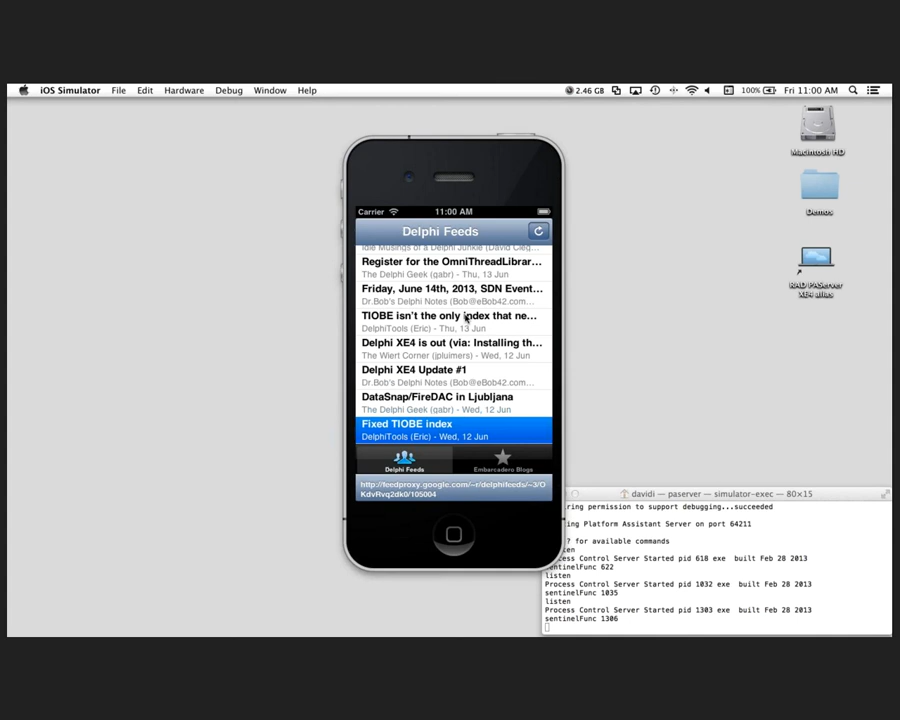 iOS Simulator File Edit Hardware Debug Window Help 2.46 GB 100% Fri 11:00 AM
Macintosh HD
Demos
RAD PAServer
XE4 alias
Carrier 11:00 AM
Delphi Feeds
Idle Musings of a Delphi Junkie (David Cleg...
Register for the OmniThreadLibrar...
The Delphi Geek (gabr) - Thu, 13 Jun
Friday, June 14th, 2013, SDN Event...
Dr.Bob's Delphi Notes (Bob@eBob42.com...
TIOBE isn't the only index that ne...
DelphiTools (Eric) - Thu, 13 Jun
Delphi XE4 is out (via: Installing th...
The Wiert Corner (jpluimers) - Wed, 12 Jun
Delphi XE4 Update #1
Dr.Bob's Delphi Notes (Bob@eBob42.com...
DataSnap/FireDAC in Ljubljana
The Delphi Geek (gabr) - Wed, 12 Jun
Fixed TIOBE index
DelphiTools (Eric) - Wed, 12 Jun
Delphi Feeds Embarcadero Blogs
http://feedproxy.google.com/~r/delphifeeds/~3/O
KdvRvq2dk0/105004
davidi — paserver — simulator-exec — 80×15
ring permission to support debugging...succeeded
ing Platform Assistant Server on port 64211
? for available commands
ten
rocess Control Server Started pid 618 exe built Feb 28 2013
sentinelFunc 622
listen
Process Control Server Started pid 1032 exe built Feb 28 2013
sentinelFunc 1035
listen
Process Control Server Started pid 1303 exe built Feb 28 2013
sentinelFunc 1306